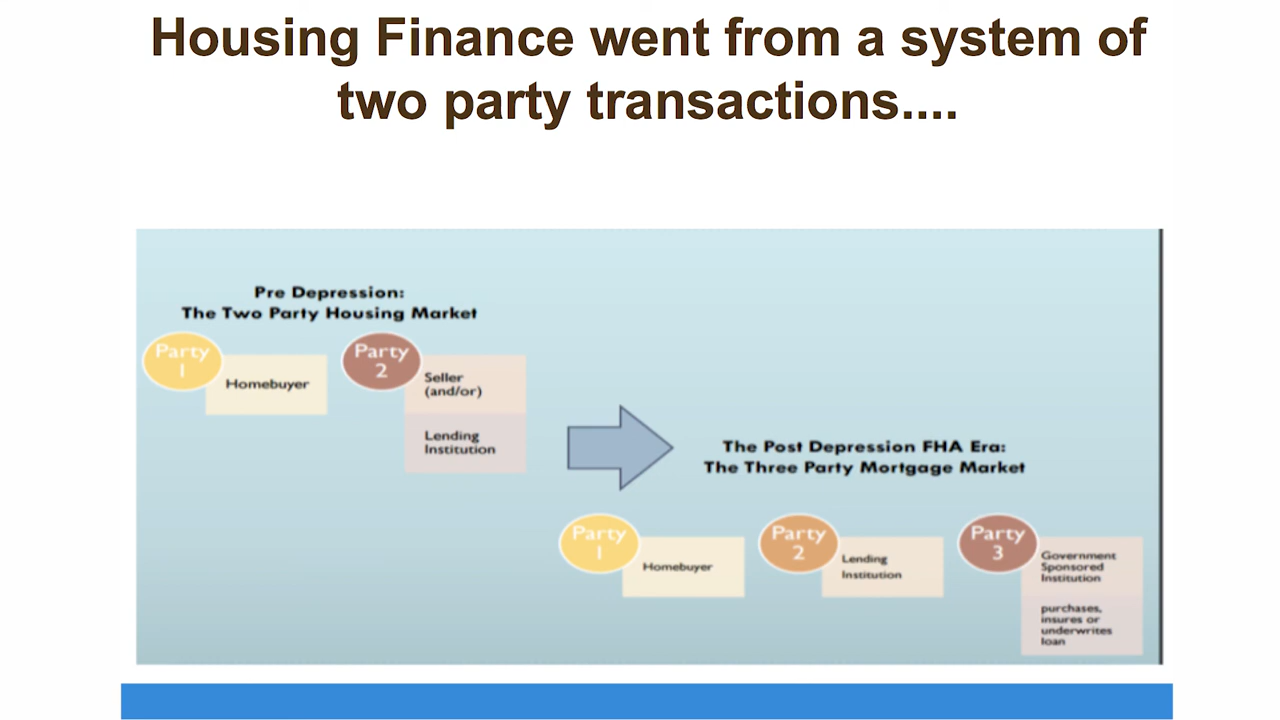 Housing Finance went from a system of
two party transactions....
Pre Depression:
The Two Party Housing Market
Party
1
Homebuyer
Party
2
Seller
(and/or)
Lending
Institution
The Post Depression FHA Era:
The Three Party Mortgage Market
Party
1
Homebuyer
Party
2
Lending
Institution
Party
3
Government
Sponsored
Institution
purchases,
insures or
underwrites
loan